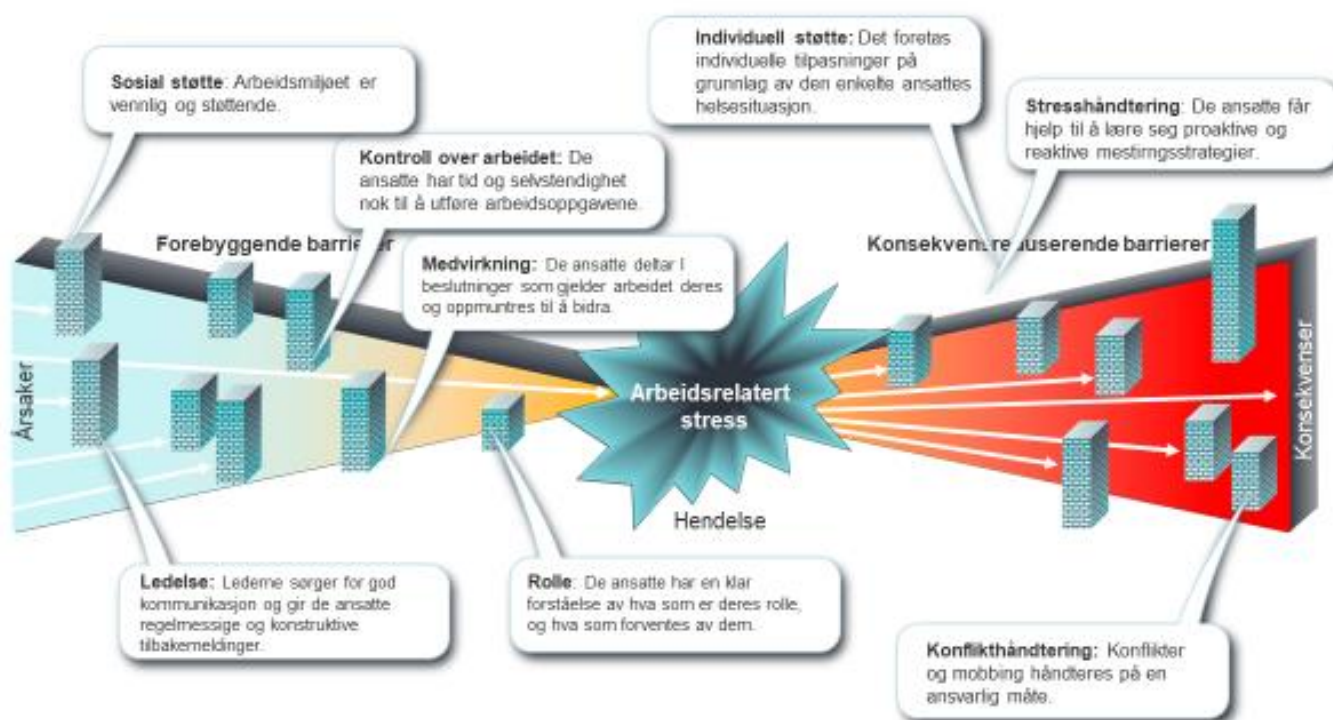 Sosial støtte: Arbeidsmiljøet er
vennlig og støttende.
Kontroll over arbeidet: De
ansatte har tid og selvstendighet
nok til å utføre arbeidsoppgavene.
Forebyggende barrierer
Medvirkning: De ansatte deltar I
beslutninger som gjelder arbeidet deres
og oppmuntres til å bidra.
Individuell støtte: Det foretas
individuelle tilpasninger på
grunnlag av den enkelte ansattes
helsesituasjon.
Stresshåndtering: De ansatte får
hjelp til å lære seg proaktive og
reaktive mestirngsstrategier.
Konsekvensreduserende barrierer
Årsaker
Arbeidsrelatert
stress
Hendelse
Konsekvenser
Ledelse: Lederne sørger for god
kommunikasjon og gir de ansatte
regelmessige og konstruktive
tilbakemeldinger.
Rolle: De ansatte har en klar
forståelse av hva som er deres rolle,
og hva som forventes av dem.
Konflikthåndtering: Konflikter
og mobbing håndteres på en
ansvarlig måte.